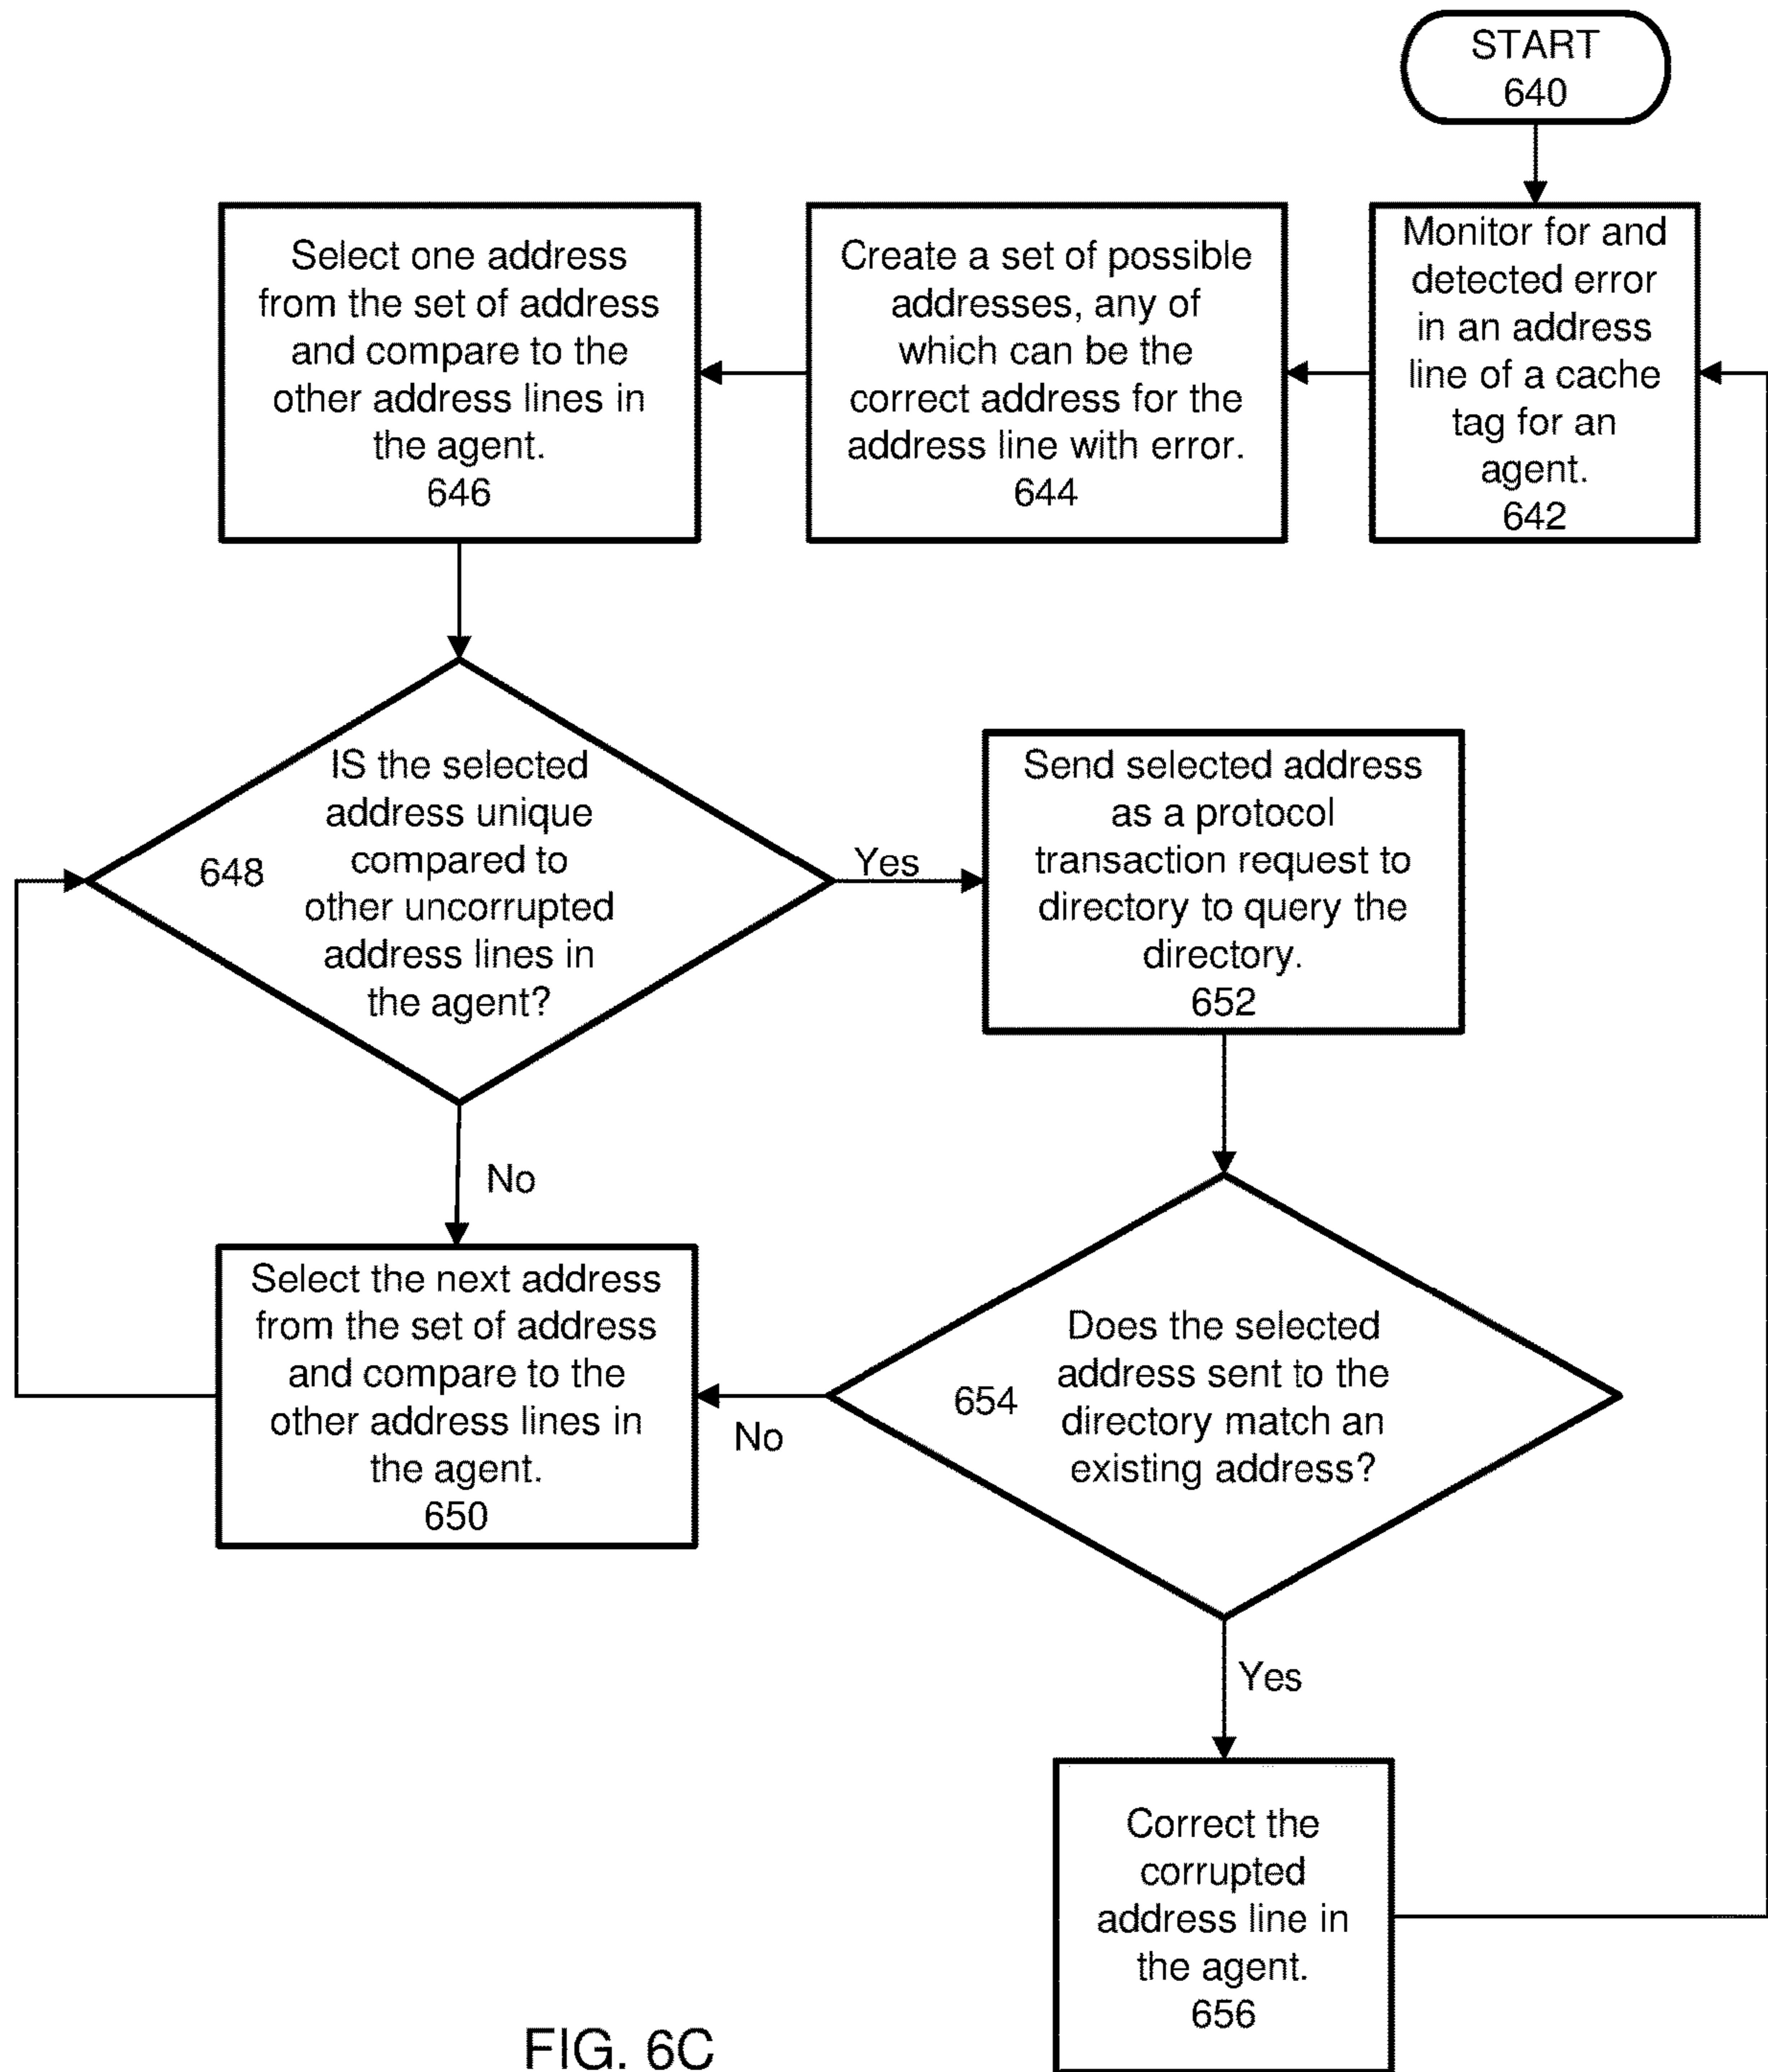 START
640
Monitor for and
detected error
in an address
line of a cache
tag for an
agent.
642
Create a set of possible
addresses, any of
which can be the
correct address for the
address line with error.
644
Select one address
from the set of address
and compare to the
other address lines in
the agent.
646
IS the selected
address unique
compared to
other uncorrupted
address lines in
the agent?
648
Yes
No
Send selected address
as a protocol
transaction request to
directory to query the
directory.
652
Select the next address
from the set of address
and compare to the
other address lines in
the agent.
650
Does the selected
address sent to the
directory match an
existing address?
654
No
Yes
Correct the
corrupted
address line in
the agent.
656
FIG. 6C